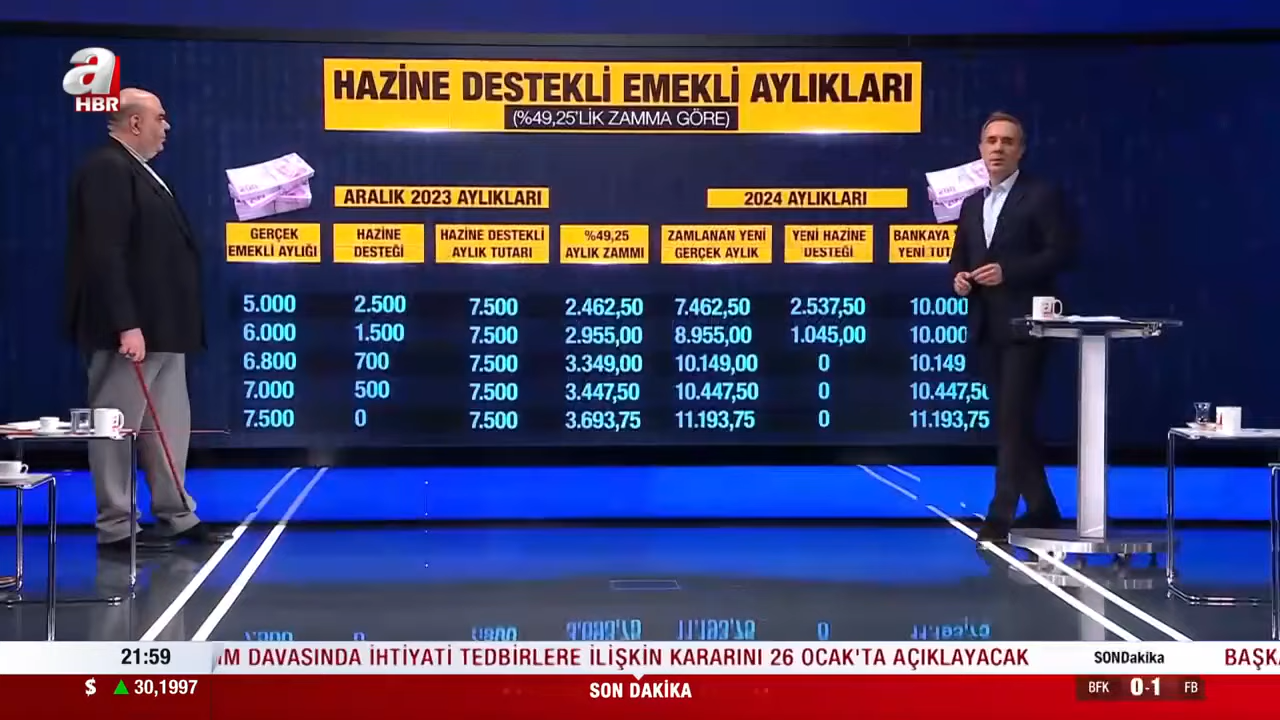 a
HBR
HAZİNE DESTEKLİ EMEKLİ AYLIKLARI
(%49,25'LİK ZAMMA GÖRE)
ARALIK 2023 AYLIKLARI
2024 AYLIKLARI
GERÇEK
EMEKLİ AYLIĞI
HAZİNE
DESTEĞİ
HAZİNE DESTEKLİ
AYLIK TUTARI
%49,25
AYLIK ZAMMI
ZAMLANAN YENİ
GERÇEK AYLIK
YENİ HAZİNE
DESTEĞİ
BANKAYA
YENİ
5.000 2.500 7.500 2.462,50 7.462,50 2.537,50 10.000
6.000 1.500 7.500 2.955,00 8.955,00 1.045,00 10.000
6.800 700 7.500 3.349,00 10.149,00 0 10.149
7.000 500 7.500 3.447,50 10.447,50 0 10.447,50
7.500 0 7.500 3.693,75 11.193,75 0 11.193,75
21:59
DAVASINDA İHTİYATİ TEDBİRLERE İLİŞKİN KARARINI 26 OCAK'TA AÇIKLAYACAK
SONDakika
$ 30,1997
SON DAKİKA
BFK 0-1 FB